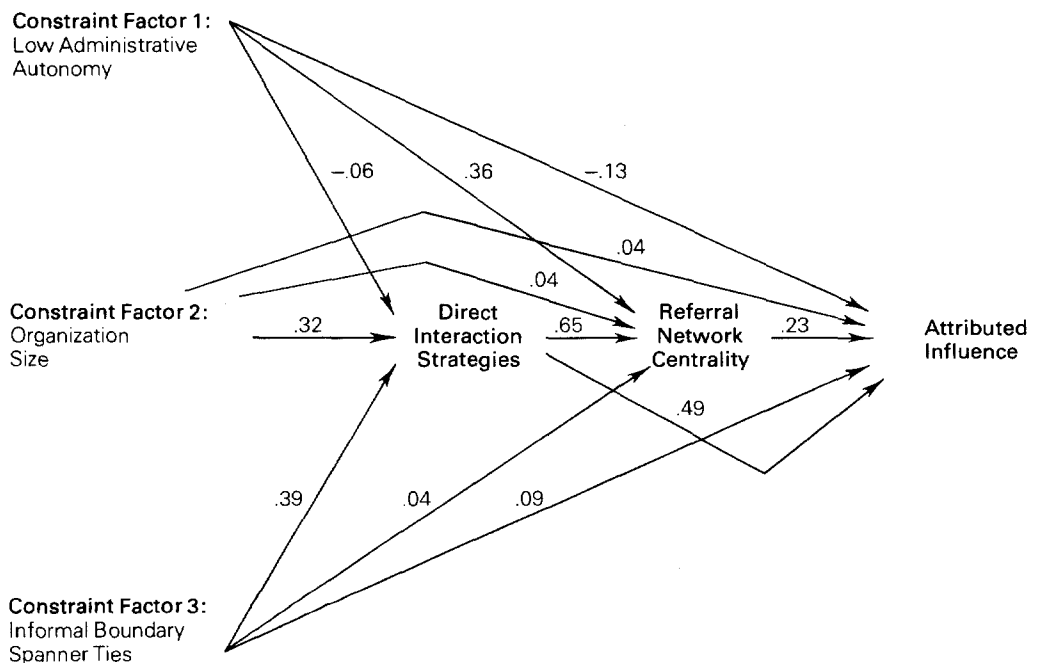 Constraint Factor 1:
Low Administrative
Autonomy
–.06
.36
–.13
.04
.04
Constraint Factor 2:
Organization
Size
.32
Direct
Interaction
Strategies
.65
Referral
Network
Centrality
.23
Attributed
Influence
.49
.39
.04
.09
Constraint Factor 3:
Informal Boundary
Spanner Ties